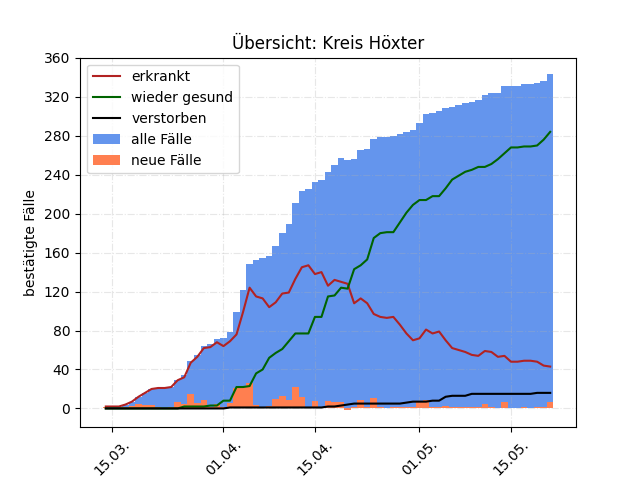 Übersicht: Kreis Höxter
bestätigte Fälle
360
320
280
240
200
160
120
80
40
0
erkrankt
wieder gesund
verstorben
alle Fälle
neue Fälle
15.03.
01.04.
15.04.
01.05.
15.05.